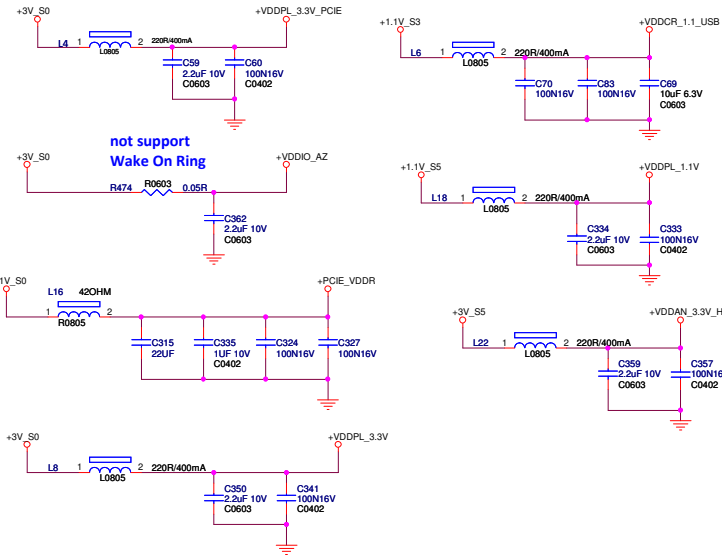 +3V_S0
+VDDPL_3.3V_PCIE
L4 1 2 220R/400mA
L0805
C59
2.2uF 10V
C0603
C60
100N16V
C0402
+1.1V_S3
+VDDCR_1.1_USB
L6 1 2 220R/400mA
L0805
C70
100N16V
C83
100N16V
C69
10uF 6.3V
C0603
not support
Wake On Ring
+3V_S0
+VDDIO_AZ
R474 R0603 0.05R
C362
2.2uF 10V
C0603
+1.1V_S5
+VDDPL_1.1V
L18 1 2 220R/400mA
L0805
C334
2.2uF 10V
C0603
C333
100N16V
C0402
1V_S0
+PCIE_VDDR
L16 42OHM
1 2
R0805
C315
22UF
C335
1UF 10V
C0402
C324
100N16V
C327
100N16V
+3V_S5
+VDDAN_3.3V_H
L22 1 2 220R/400mA
L0805
C359
2.2uF 10V
C0603
C357
100N16
C0402
+3V_S0
+VDDPL_3.3V
L8 1 2 220R/400mA
L0805
C350
2.2uF 10V
C0603
C341
100N16V
C0402